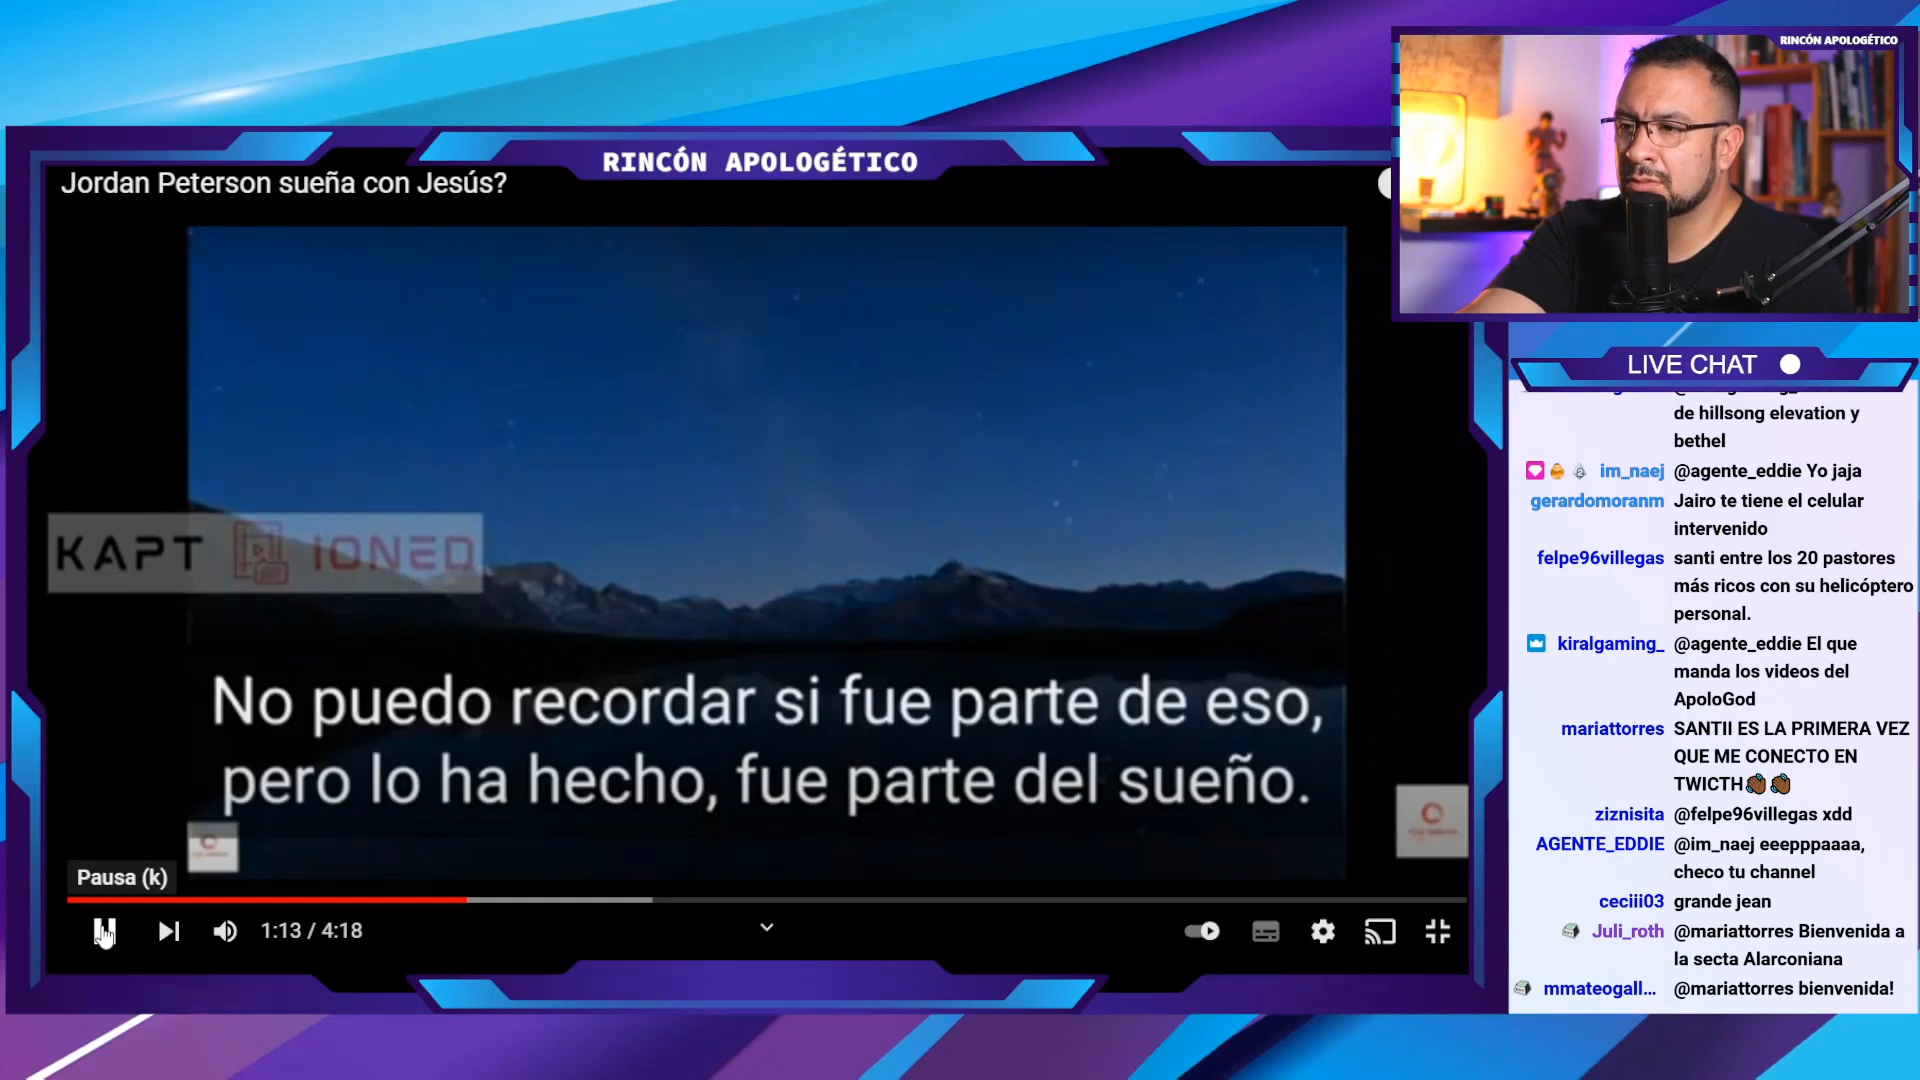 RINCÓN APOLOGÉTICO
RINCÓN APOLOGÉTICO
Jordan Peterson sueña con Jesús?
KAPT IONED
No puedo recordar si fue parte de eso,
pero lo ha hecho, fue parte del sueño.
Pausa (k)
1:13 / 4:18
LIVE CHAT
de hillsong elevation y
bethel
im_naej @agente_eddie Yo jaja
gerardomoranm Jairo te tiene el celular
intervenido
felpe96villegas santi entre los 20 pastores
más ricos con su helicóptero
personal.
kiralgaming_ @agente_eddie El que
manda los videos del
ApoloGod
mariattorres SANTII ES LA PRIMERA VEZ
QUE ME CONECTO EN
TWICTH
ziznisita @felpe96villegas xdd
AGENTE_EDDIE @im_naej eeepppaaaa,
checo tu channel
ceciii03 grande jean
Juli_roth @mariattorres Bienvenida a
la secta Alarconiana
mmateogall... @mariattorres bienvenida!